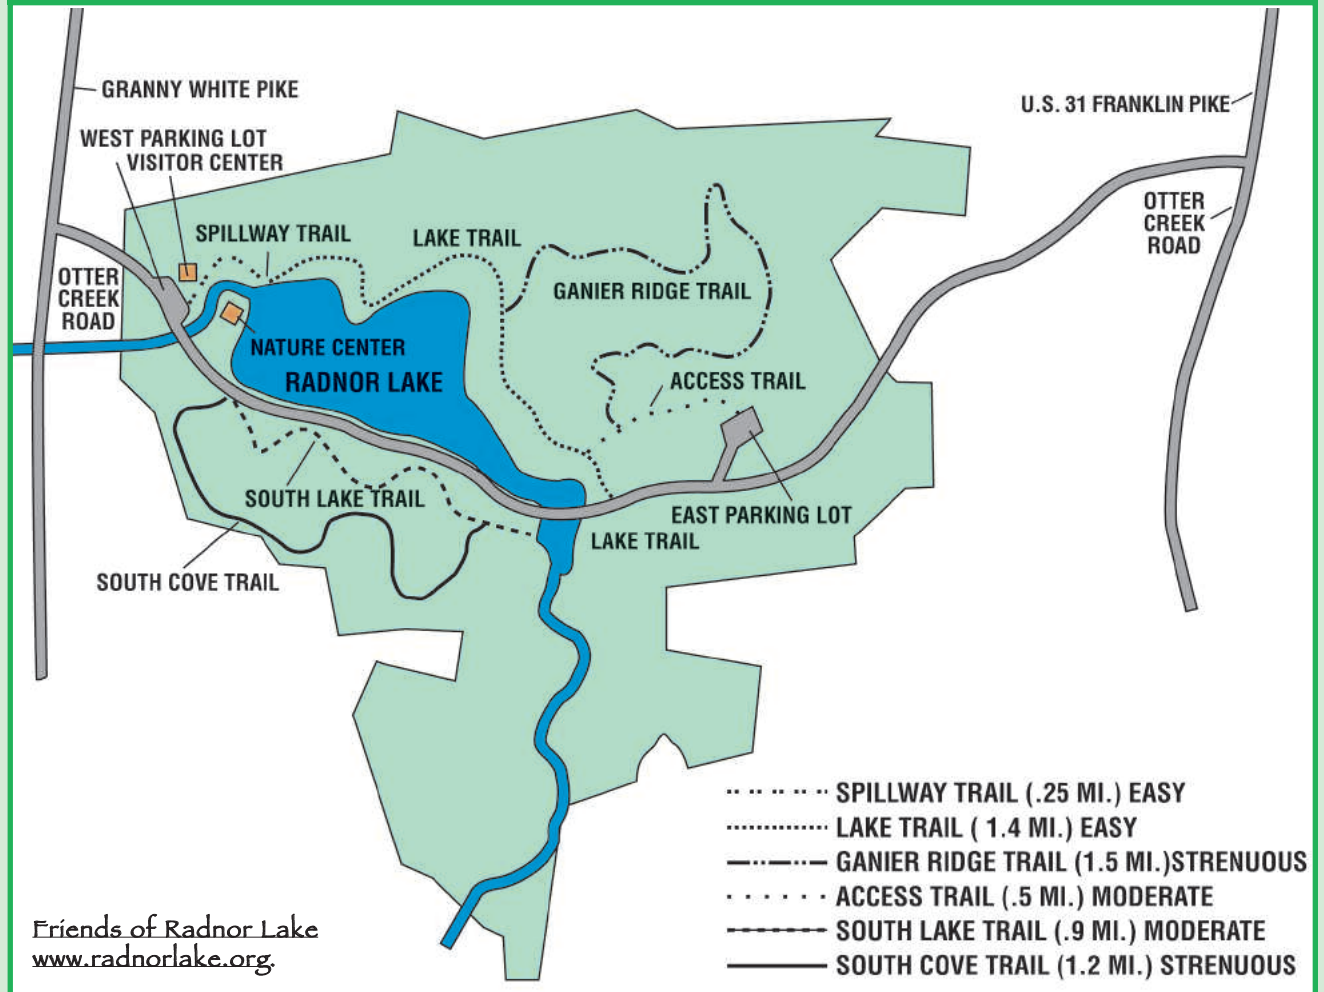 GRANNY WHITE PIKE
U.S. 31 FRANKLIN PIKE
WEST PARKING LOT
VISITOR CENTER
OTTER
CREEK
ROAD
SPILLWAY TRAIL
LAKE TRAIL
OTTER
CREEK
ROAD
GANIER RIDGE TRAIL
NATURE CENTER
RADNOR LAKE
ACCESS TRAIL
SOUTH LAKE TRAIL
EAST PARKING LOT
LAKE TRAIL
SOUTH COVE TRAIL
SPILLWAY TRAIL (.25 MI.) EASY
LAKE TRAIL ( 1.4 MI.) EASY
GANIER RIDGE TRAIL (1.5 MI.)STRENUOUS
ACCESS TRAIL (.5 MI.) MODERATE
SOUTH LAKE TRAIL (.9 MI.) MODERATE
SOUTH COVE TRAIL (1.2 MI.) STRENUOUS
Friends of Radnor Lake
www.radnorlake.org.